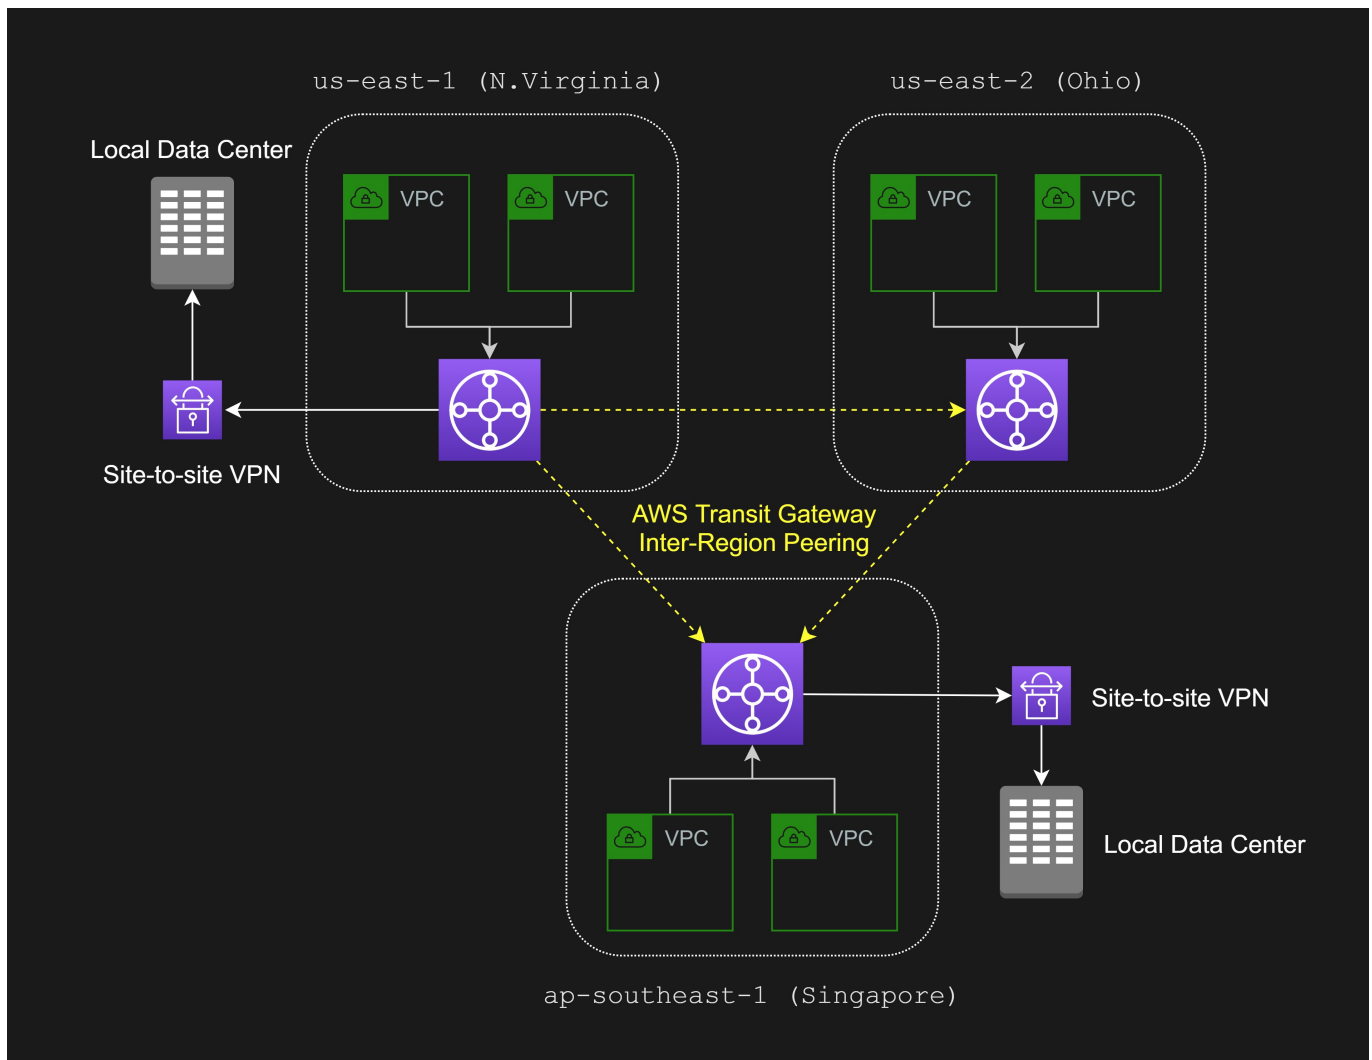 us-east-1 (N.Virginia)
us-east-2 (Ohio)
Local Data Center
VPC
VPC
VPC
VPC
Site-to-site VPN
AWS Transit Gateway
Inter-Region Peering
Site-to-site VPN
VPC
VPC
Local Data Center
ap-southeast-1 (Singapore)